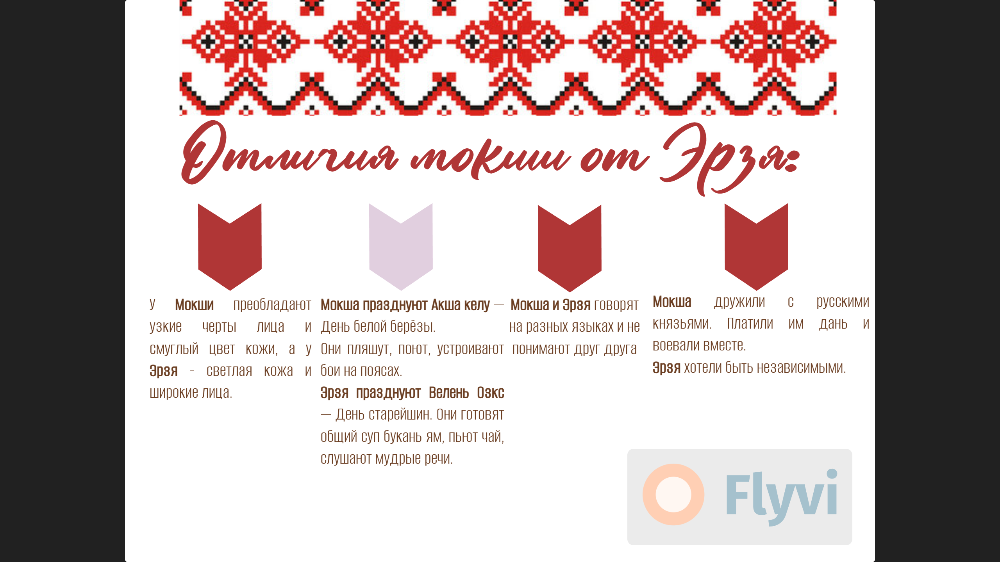 Отличия мокши от Эрзя:
У Мокши преобладают
узкие черты лица и
смуглый цвет кожи, а у
Эрзя - светлая кожа и
широкие лица.
Мокша празднуют Акша келу —
День белой берёзы.
Они пляшут, поют, устроивают
бои на поясах.
Эрзя празднуют Велень Озкс
— День старейшин. Они готовят
общий суп букань ям, пьют чай,
слушают мудрые речи.
Мокша и Эрзя говорят
на разных языках и не
понимают друг друга
Мокша дружили с русскими
князьями. Платили им дань и
воевали вместе.
Эрзя хотели быть независимыми.
Flyvi